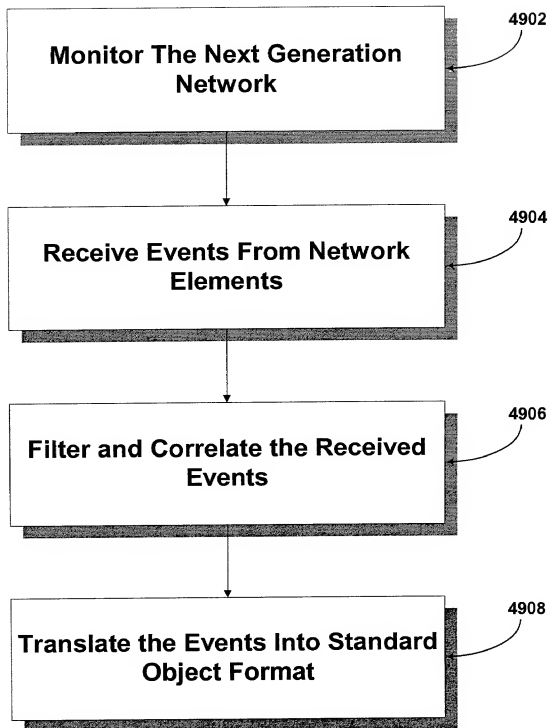 4902
Monitor The Next Generation
Network
4904
Receive Events From Network
Elements
4906
Filter and Correlate the Received
Events
4908
Translate the Events Into Standard
Object Format